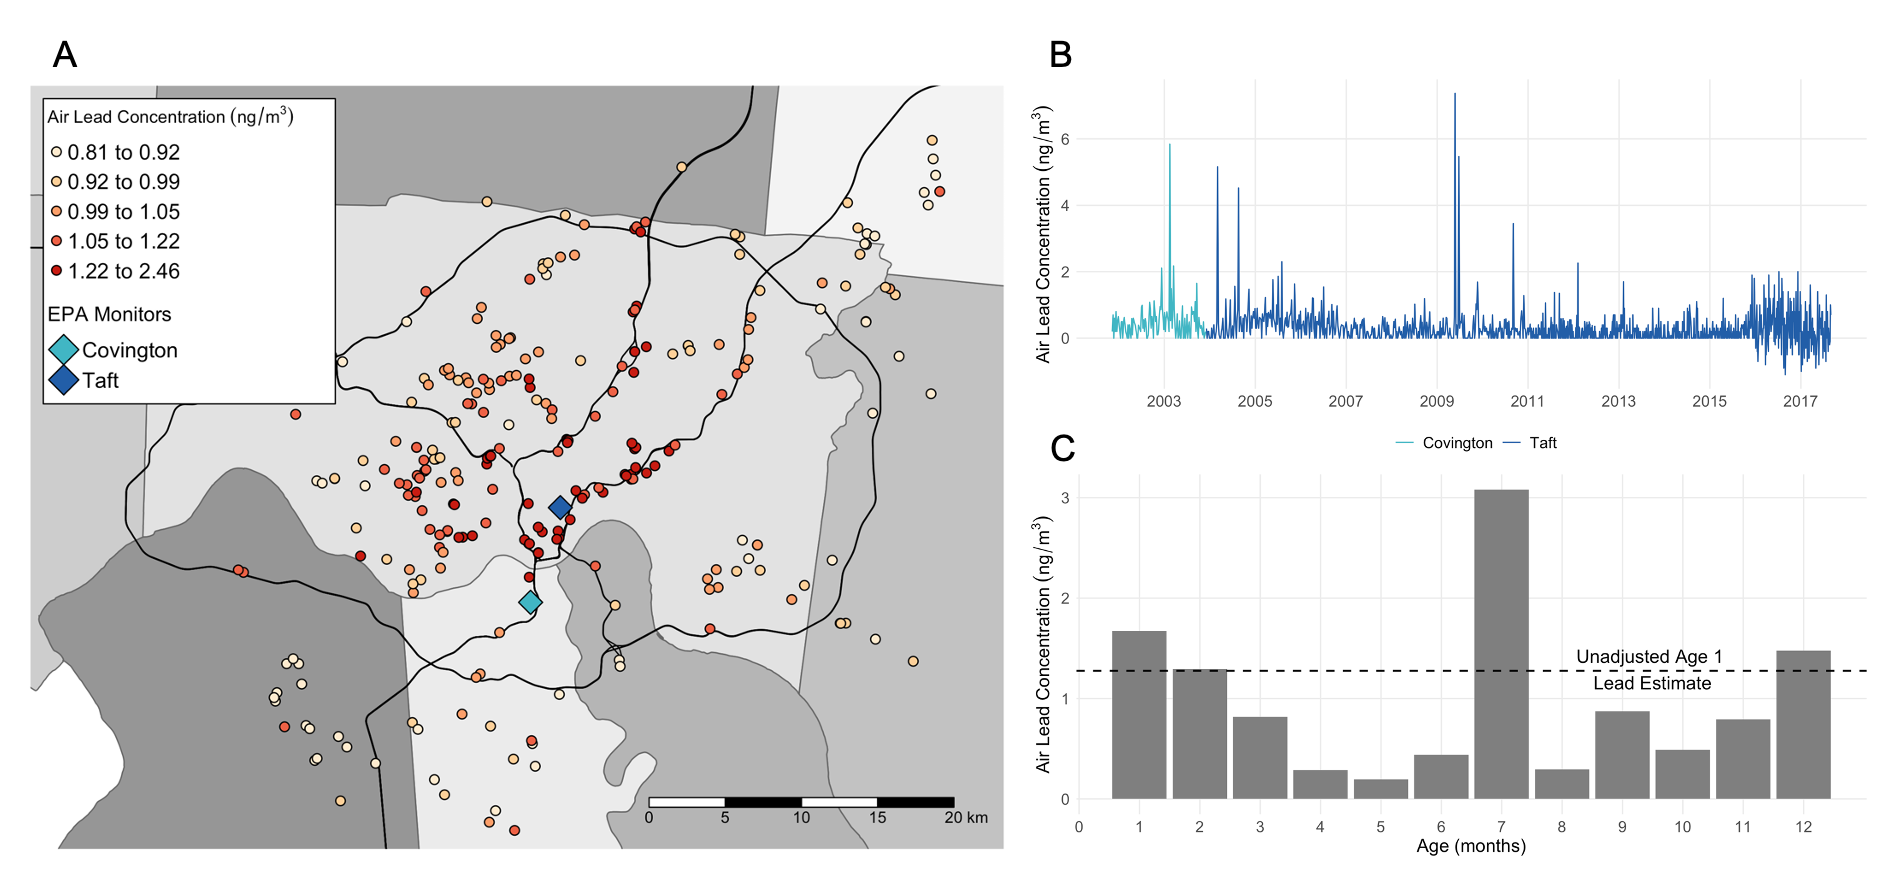 A
Air Lead Concentration (ng/m³)
0.81 to 0.92
0.92 to 0.99
0.99 to 1.05
1.05 to 1.22
1.22 to 2.46
EPA Monitors
Covington
Taft
0 5 10 15 20 km
B
Air Lead Concentration (ng/m³)
6
4
2
0
2003 2005 2007 2009 2011 2013 2015 2017
Covington Taft
C
Air Lead Concentration (ng/m³)
3
2
1
0
Unadjusted Age 1
Lead Estimate
0 1 2 3 4 5 6 7 8 9 10 11 12
Age (months)